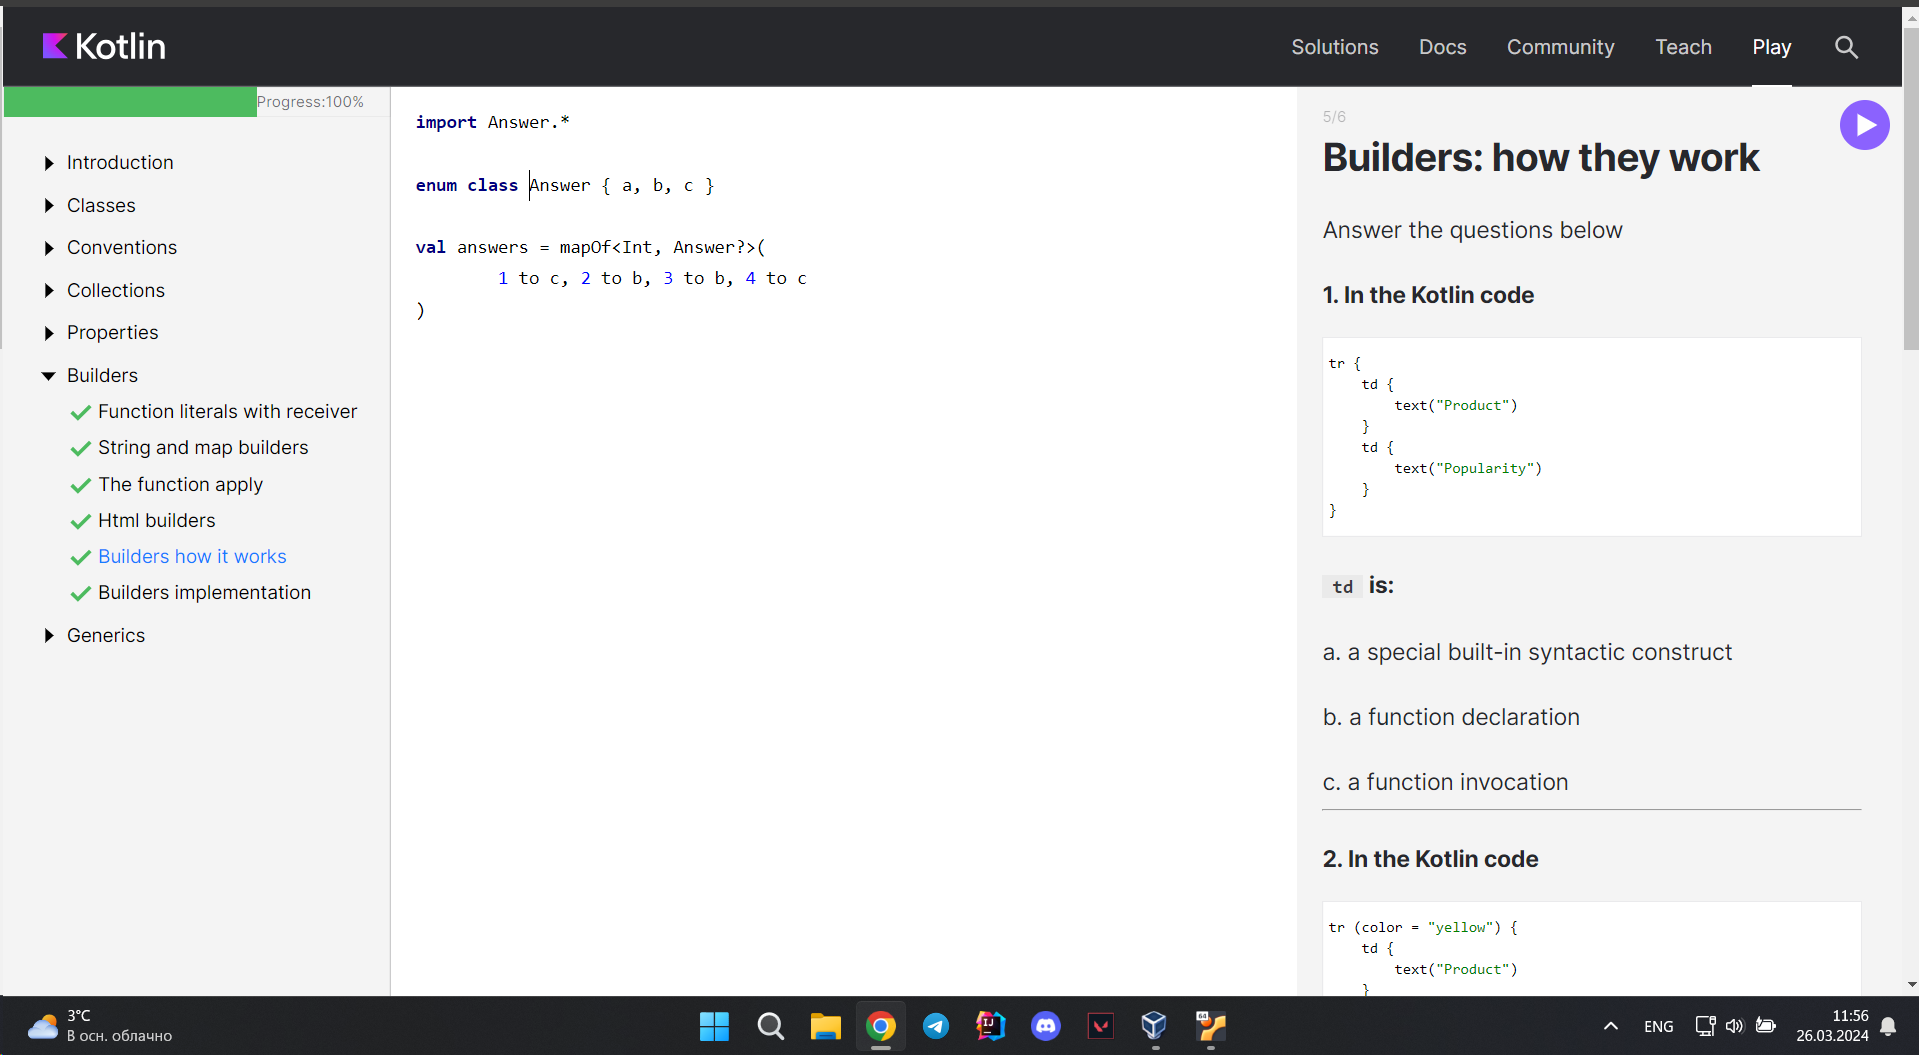 Kotlin
Solutions Docs Community Teach Play
Progress:100%
Introduction
Classes
Conventions
Collections
Properties
Builders
Function literals with receiver
String and map builders
The function apply
Html builders
Builders how it works
Builders implementation
Generics
import Answer.*
enum class Answer { a, b, c }
val answers = mapOf<Int, Answer?>(
1 to c, 2 to b, 3 to b, 4 to c
)
5/6
Builders: how they work
Answer the questions below
1. In the Kotlin code
tr {
td {
text("Product")
}
td {
text("Popularity")
}
}
td is:
a. a special built-in syntactic construct
b. a function declaration
c. a function invocation
2. In the Kotlin code
tr (color = "yellow") {
td {
text("Product")
}
3°C
В осн. облачно
IJ
64
ENG
11:56
26.03.2024